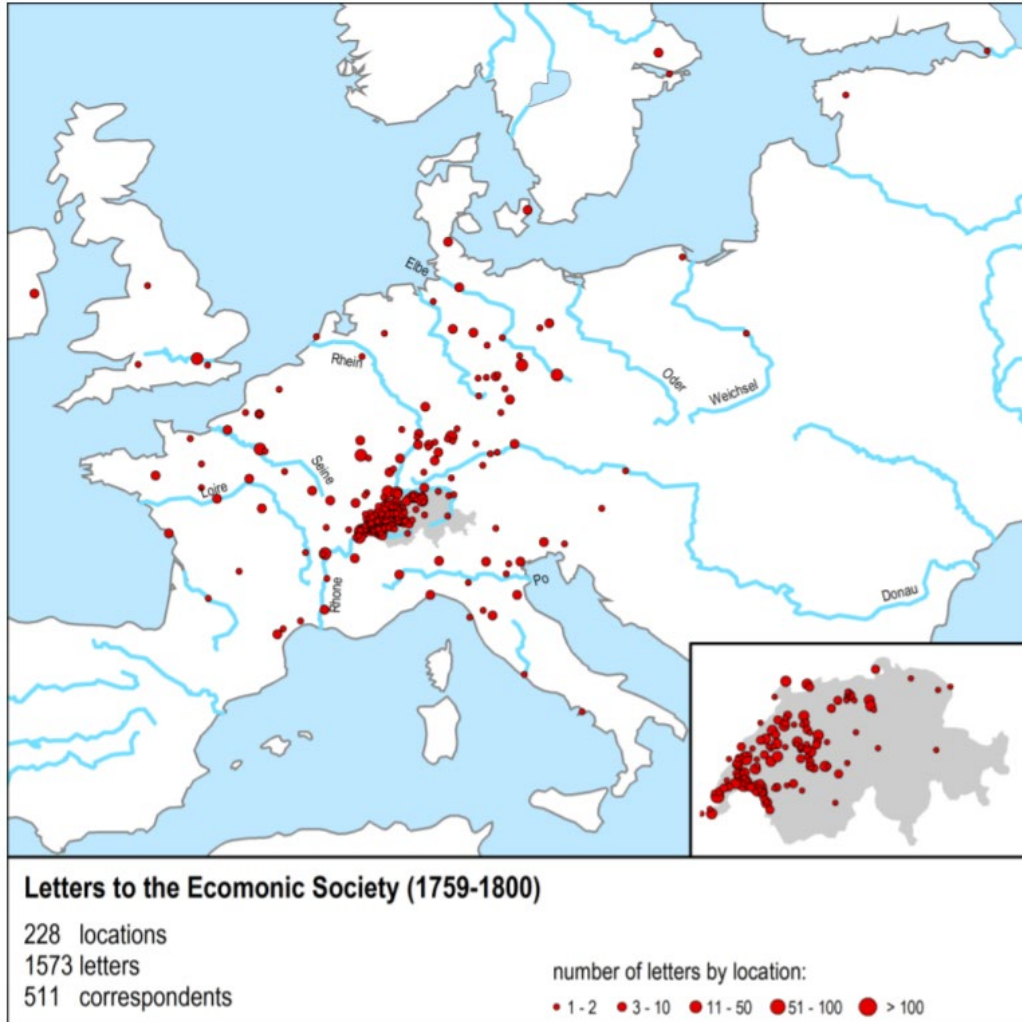 Elbe
Rhein
Oder
Weichsel
Seine
Loire
Rhone
Po
Donau
Letters to the Ecomonic Society (1759-1800)
228 locations
1573 letters
511 correspondents
number of letters by location:
1 - 2 3 - 10 11 - 50 51 - 100 > 100